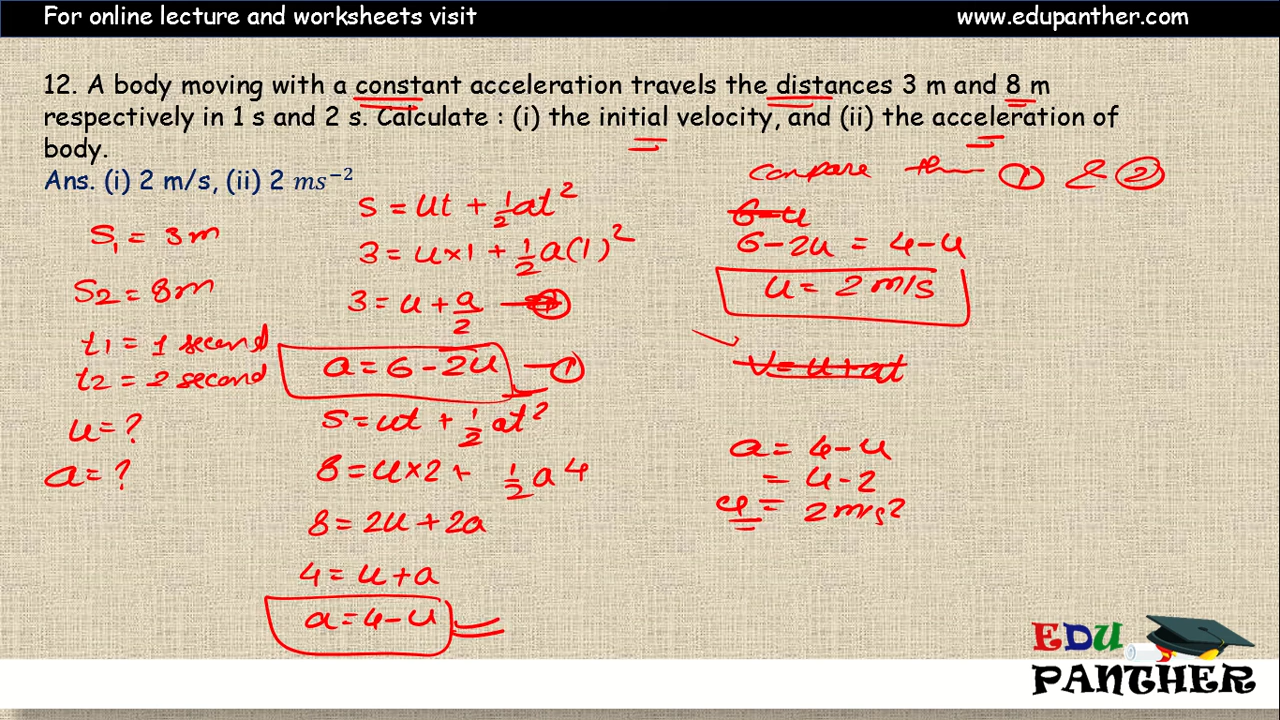 For online lecture and worksheets visit www.edupanther.com
12. A body moving with a constant acceleration travels the distances 3 m and 8 m
respectively in 1 s and 2 s. Calculate : (i) the initial velocity, and (ii) the acceleration of
body.
Ans. (i) 2 m/s, (ii) 2 ms⁻²
S₁ = 3m
S₂ = 8m
t₁ = 1 second
t₂ = 2 second
u = ?
a = ?
S = ut + ½at²
3 = u×1 + ½a(1)²
3 = u + a/2
a = 6 - 2u — ①
S = ut + ½at²
8 = u×2 + ½a4
8 = 2u + 2a
4 = u + a
a = 4 - u
compare ① & ②
6 = u
6 - 2u = 4 - u
u = 2 m/s
V = u + at
a = 4 - u
= 4 - 2
= 2 m/s²
EDU
PANTHER